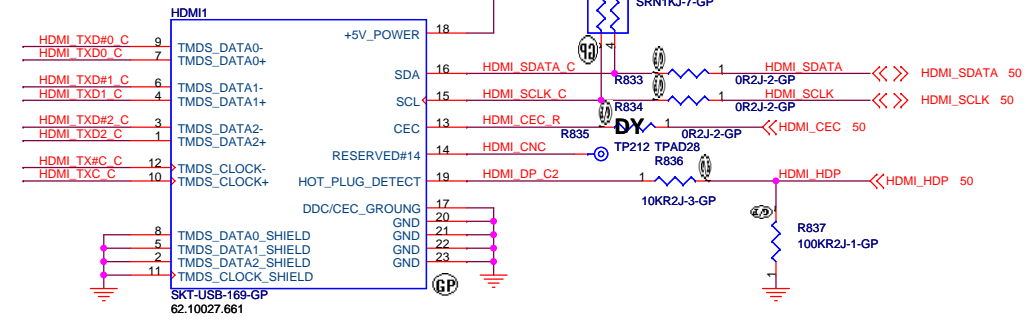 HDMI1
SRN1KJ-7-GP
+5V_POWER 18
HDMI_TXD#0_C 9 TMDS_DATA0-
HDMI_TXD0_C 7 TMDS_DATA0+
HDMI_TXD#1_C 6 TMDS_DATA1-
HDMI_TXD1_C 4 TMDS_DATA1+
HDMI_TXD#2_C 3 TMDS_DATA2-
HDMI_TXD2_C 1 TMDS_DATA2+
HDMI_TX#C_C 12 TMDS_CLOCK-
HDMI_TXC_C 10 TMDS_CLOCK+
8 TMDS_DATA0_SHIELD
5 TMDS_DATA1_SHIELD
2 TMDS_DATA2_SHIELD
11 TMDS_CLOCK_SHIELD
SDA 16 HDMI_SDATA_C R833 1 HDMI_SDATA HDMI_SDATA 50
0R2J-2-GP
SCL 15 HDMI_SCLK_C R834 1 HDMI_SCLK HDMI_SCLK 50
0R2J-2-GP
CEC 13 HDMI_CEC_R R835 DY 1 HDMI_CEC 50
0R2J-2-GP
RESERVED#14 14 HDMI_CNC TP212 TPAD28
HOT_PLUG_DETECT 19 HDMI_DP_C2 1 R836 HDMI_HDP HDMI_HDP 50
10KR2J-3-GP
DDC/CEC_GROUNG 17
GND 20
GND 21
GND 22
GND 23
4
GP
GP
R837
100KR2J-1-GP
1
SKT-USB-169-GP
62.10027.661